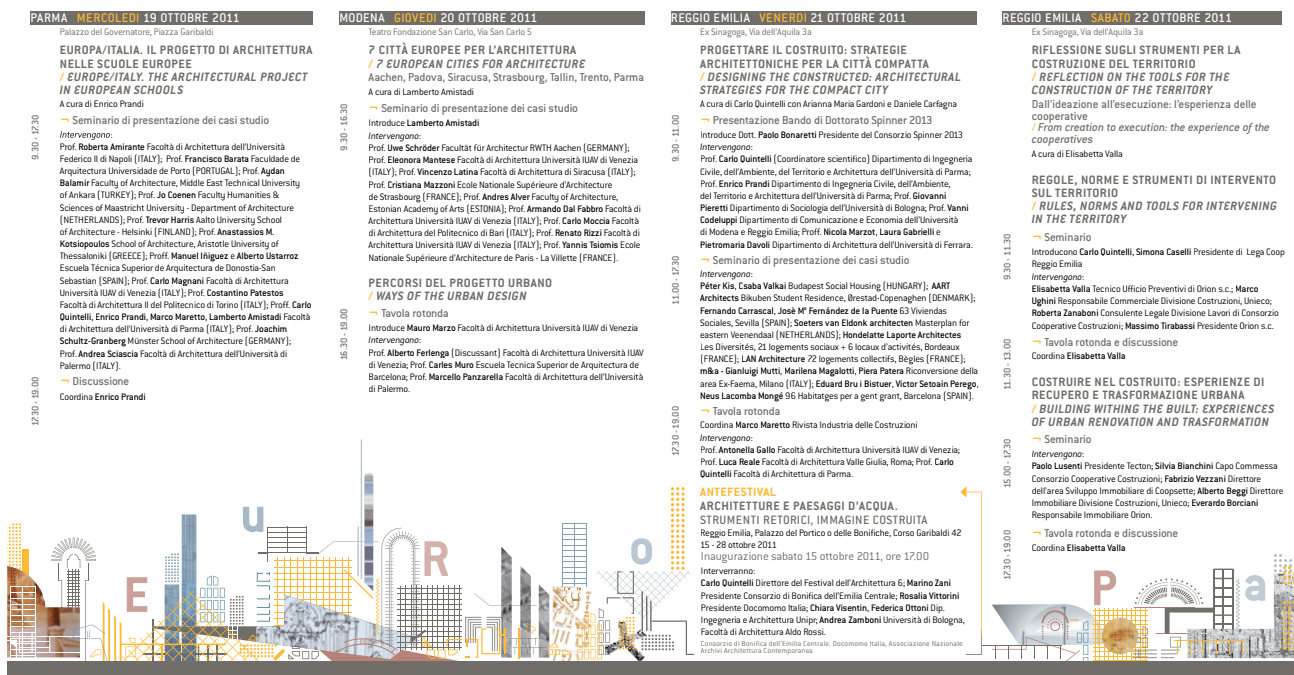 PARMA MERCOLEDI 19 OTTOBRE 2011
Palazzo del Governatore, Piazza Garibaldi
EUROPA/ITALIA. IL PROGETTO DI ARCHITETTURA
NELLE SCUOLE EUROPEE
/ EUROPE/ITALY. THE ARCHITECTURAL PROJECT
IN EUROPEAN SCHOOLS
A cura di Enrico Prandi
9.30 - 17.30
¬ Seminario di presentazione dei casi studio
Intervengono:
Prof. Roberta Amirante Facoltà di Architettura dell'Università
Federico II di Napoli (ITALY); Prof. Francisco Barata Faculdade de
Arquitectura Universidade de Porto (PORTUGAL); Prof. Aydan
Balamir Faculty of Architecture, Middle East Technical University
of Ankara (TURKEY); Prof. Jo Coenen Faculty Humanities &
Sciences of Maastricht University - Department of Architecture
(NETHERLANDS); Prof. Trevor Harris Aalto University School
of Architecture - Helsinki (FINLAND); Prof. Anastassios M.
Kotsiopoulos School of Architecture, Aristotle University of
Thessaloniki (GREECE); Proff. Manuel Iñiguez e Alberto Ustarroz
Escuela Técnica Superior de Arquitectura de Donostia-San
Sebastian (SPAIN); Prof. Carlo Magnani Facoltà di Architettura
Università IUAV di Venezia (ITALY); Prof. Costantino Patestos
Facoltà di Architettura II del Politecnico di Torino (ITALY); Proff. Carlo
Quintelli, Enrico Prandi, Marco Maretto, Lamberto Amistadi Facoltà
di Architettura dell'Università di Parma (ITALY); Prof. Joachim
Schultz-Granberg Münster School of Architecture (GERMANY);
Prof. Andrea Sciascia Facoltà di Architettura dell'Università di
Palermo (ITALY).
17.30 - 19.00
¬ Discussione
Coordina Enrico Prandi
MODENA GIOVEDI 20 OTTOBRE 2011
Teatro Fondazione San Carlo, Via San Carlo 5
7 CITTÀ EUROPEE PER L'ARCHITETTURA
/ 7 EUROPEAN CITIES FOR ARCHITECTURE
Aachen, Padova, Siracusa, Strasbourg, Tallin, Trento, Parma
A cura di Lamberto Amistadi
9.30 - 16.30
¬ Seminario di presentazione dei casi studio
Introduce Lamberto Amistadi
Intervengono:
Prof. Uwe Schröder Facultät für Architectur RWTH Aachen (GERMANY);
Prof. Eleonora Mantese Facoltà di Architettura Università IUAV di Venezia
(ITALY); Prof. Vincenzo Latina Facoltà di Architettura di Siracusa (ITALY);
Prof. Cristiana Mazzoni Ecole Nationale Supérieure d'Architecture
de Strasbourg (FRANCE); Prof. Andres Alver Faculty of Architecture,
Estonian Academy of Arts (ESTONIA); Prof. Armando Dal Fabbro Facoltà di
Architettura Università IUAV di Venezia (ITALY); Prof. Carlo Moccia Facoltà
di Architettura del Politecnico di Bari (ITALY); Prof. Renato Rizzi Facoltà di
Architettura Università IUAV di Venezia (ITALY); Prof. Yannis Tsiomis Ecole
Nationale Supérieure d'Architecture de Paris - La Villette (FRANCE).
PERCORSI DEL PROGETTO URBANO
/ WAYS OF THE URBAN DESIGN
16.30 - 19.00
¬ Tavola rotonda
Introduce Mauro Marzo Facoltà di Architettura Università IUAV di Venezia
Intervengono:
Prof. Alberto Ferlenga (Discussant) Facoltà di Architettura Università IUAV
di Venezia; Prof. Carles Muro Escuela Tecnica Superior de Arquitectura de
Barcelona; Prof. Marcello Panzarella Facoltà di Architettura dell'Università
di Palermo.
REGGIO EMILIA VENERDI 21 OTTOBRE 2011
Ex Sinagoga, Via dell'Aquila 3a
PROGETTARE IL COSTRUITO: STRATEGIE
ARCHITETTONICHE PER LA CITTÀ COMPATTA
/ DESIGNING THE CONSTRUCTED: ARCHITECTURAL
STRATEGIES FOR THE COMPACT CITY
A cura di Carlo Quintelli con Arianna Maria Gardoni e Daniele Carfagna
9.30 - 11.00
¬ Presentazione Bando di Dottorato Spinner 2013
Introduce Dott. Paolo Bonaretti Presidente del Consorzio Spinner 2013
Intervengono:
Prof. Carlo Quintelli (Coordinatore scientifico) Dipartimento di Ingegneria
Civile, dell'Ambiente, del Territorio e Architettura dell'Università di Parma;
Prof. Enrico Prandi Dipartimento di Ingegneria Civile, dell'Ambiente,
del Territorio e Architettura dell'Università di Parma; Prof. Giovanni
Pieretti Dipartimento di Sociologia dell'Università di Bologna; Prof. Vanni
Codeluppi Dipartimento di Comunicazione e Economia dell'Università
di Modena e Reggio Emilia; Proff. Nicola Marzot, Laura Gabrielli e
Pietromaria Davoli Dipartimento di Architettura dell'Università di Ferrara.
11.00 - 17.30
¬ Seminario di presentazione dei casi studio
Intervengono:
Péter Kis, Csaba Valkai Budapest Social Housing (HUNGARY); AART
Architects Bikuben Student Residence, Ørestad-Copenaghen (DENMARK);
Fernando Carrascal, Josè Mª Fernández de la Puente 63 Viviendas
Sociales, Sevilla (SPAIN); Soeters van Eldonk architecten Masterplan for
eastern Veenendaal (NETHERLANDS); Hondelatte Laporte Architectes
Les Diversités, 21 logements sociaux + 6 locaux d'activités, Bordeaux
(FRANCE); LAN Architecture 72 logements collectifs, Bègles (FRANCE);
m&a - Gianluigi Mutti, Marilena Magalotti, Piera Patera Riconversione della
area Ex-Faema, Milano (ITALY); Eduard Bru i Bistuer, Victor Setoain Perego,
Neus Lacomba Mongé 96 Habitatges per a gent grant, Barcelona (SPAIN).
17.30 - 19.00
¬ Tavola rotonda
Coordina Marco Maretto Rivista Industria delle Costruzioni
Intervengono:
Prof. Antonella Gallo Facoltà di Architettura Università IUAV di Venezia;
Prof. Luca Reale Facoltà di Architettura Valle Giulia, Roma; Prof. Carlo
Quintelli Facoltà di Architettura di Parma.
ANTEFESTIVAL
ARCHITETTURE E PAESAGGI D'ACQUA.
STRUMENTI RETORICI, IMMAGINE COSTRUITA
Reggio Emilia, Palazzo del Portico o delle Bonifiche, Corso Garibaldi 42
15 - 28 ottobre 2011
Inaugurazione sabato 15 ottobre 2011, ore 17.00
Interverranno:
Carlo Quintelli Direttore del Festival dell'Architettura 6; Marino Zani
Presidente Consorzio di Bonifica dell'Emilia Centrale; Rosalia Vittorini
Presidente Docomomo Italia; Chiara Visentin, Federica Ottoni Dip.
Ingegneria e Architettura Unipr; Andrea Zamboni Università di Bologna,
Facoltà di Architettura Aldo Rossi.
Consorzio di Bonifica dell'Emilia Centrale. Docomomo Italia, Associazione Nazionale
Archivi Architettura Contemporanea
REGGIO EMILIA SABATO 22 OTTOBRE 2011
Ex Sinagoga, Via dell'Aquila 3a
RIFLESSIONE SUGLI STRUMENTI PER LA
COSTRUZIONE DEL TERRITORIO
/ REFLECTION ON THE TOOLS FOR THE
CONSTRUCTION OF THE TERRITORY
Dall'ideazione all'esecuzione: l'esperienza delle
cooperative
/ From creation to execution: the experience of the
cooperatives
A cura di Elisabetta Valla
REGOLE, NORME E STRUMENTI DI INTERVENTO
SUL TERRITORIO
/ RULES, NORMS AND TOOLS FOR INTERVENING
IN THE TERRITORY
9.30 - 11.30
¬ Seminario
Introducono Carlo Quintelli, Simona Caselli Presidente di Lega Coop
Reggio Emilia
Intervengono:
Elisabetta Valla Tecnico Ufficio Preventivi di Orion s.c.; Marco
Ughini Responsabile Commerciale Divisione Costruzioni, Unieco;
Roberta Zanaboni Consulente Legale Divisione Lavori di Consorzio
Cooperative Costruzioni; Massimo Tirabassi Presidente Orion s.c.
11.30 - 13.00
¬ Tavola rotonda e discussione
Coordina Elisabetta Valla
COSTRUIRE NEL COSTRUITO: ESPERIENZE DI
RECUPERO E TRASFORMAZIONE URBANA
/ BUILDING WITHING THE BUILT: EXPERIENCES
OF URBAN RENOVATION AND TRASFORMATION
15.00 - 17.30
¬ Seminario
Intervengono:
Paolo Lusenti Presidente Tecton; Silvia Bianchini Capo Commessa
Consorzio Cooperative Costruzioni; Fabrizio Vezzani Direttore
dell'area Sviluppo Immobiliare di Coopsette; Alberto Beggi Direttore
Immobiliare Divisione Costruzioni, Unieco; Everardo Borciani
Responsabile Immobiliare Orion.
17.30 - 19.00
¬ Tavola rotonda e discussione
Coordina Elisabetta Valla
E u R o P a